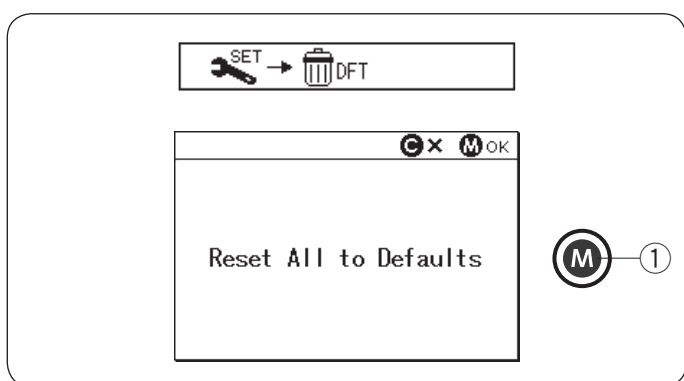 SET → DFT
C× M OK
Reset All to Defaults
M 1